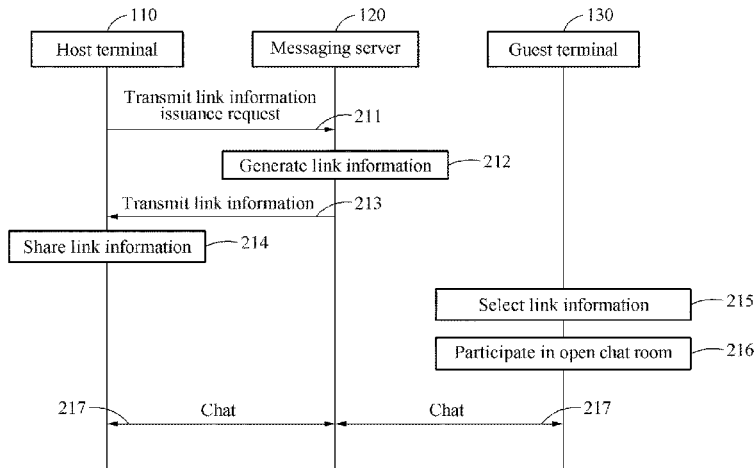 110
120
130
Host terminal
Messaging server
Guest terminal
Transmit link information
issuance request
211
Generate link information
212
Transmit link information
213
Share link information
214
Select link information
215
Participate in open chat room
216
217
Chat
Chat
217